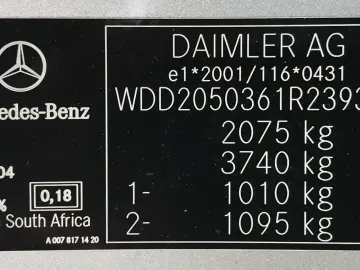 DAIMLER AG
e1*2001/116*0431
2075 kg
3740 kg
1- 1010 kg
2- 1095 kg
04
% 0,18
South Africa
A 007 817 14 20